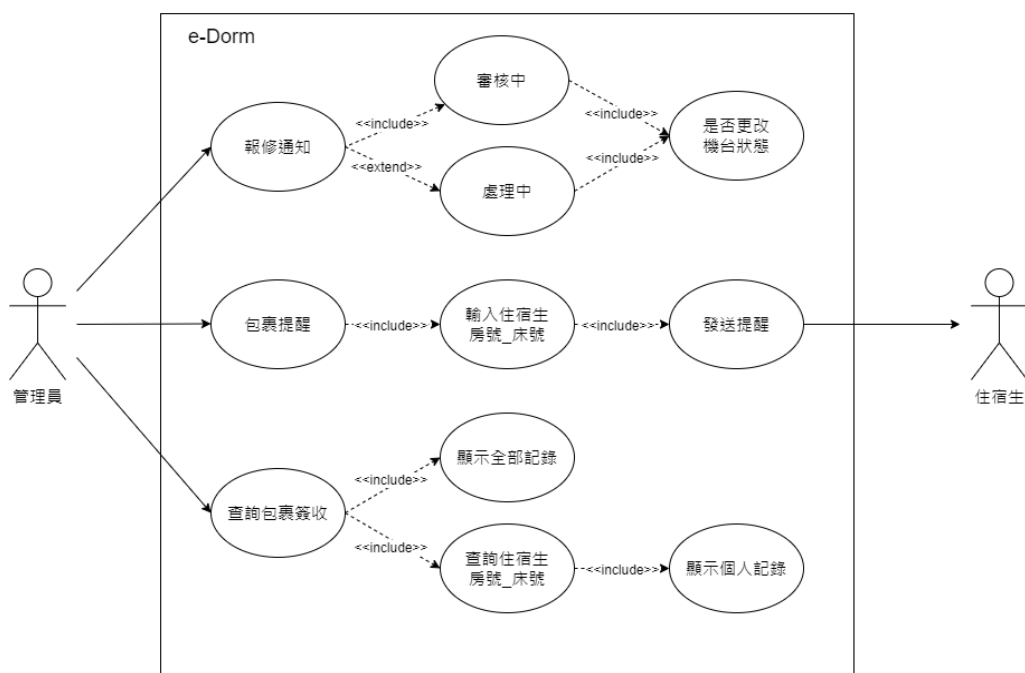 e-Dorm
審核中
<<include>>
<<include>>
報修通知
是否更改
機台狀態
<<extend>>
<<include>>
處理中
包裹提醒
<<include>>
輸入住宿生
房號_床號
<<include>>
發送提醒
管理員
住宿生
顯示全部記錄
<<include>>
查詢包裹簽收
<<include>>
查詢住宿生
房號_床號
<<include>>
顯示個人記錄